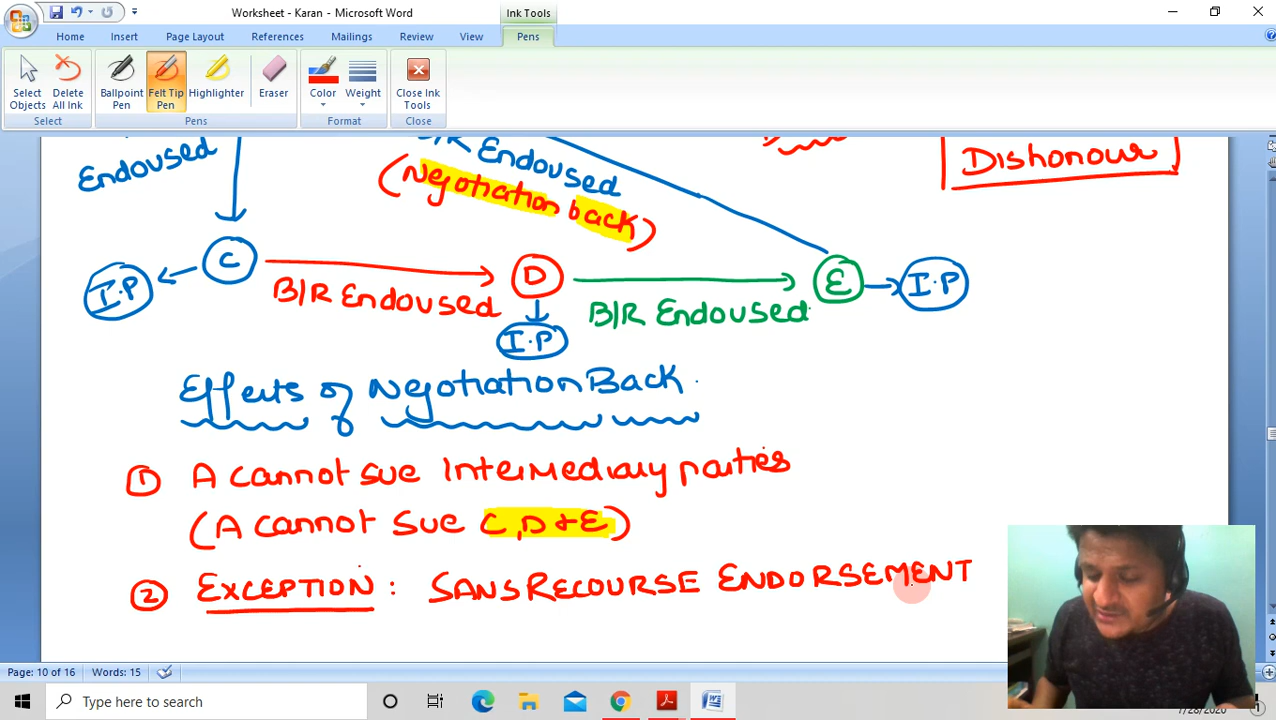 Worksheet - Karan - Microsoft Word
Ink Tools
Home Insert Page Layout References Mailings Review View Pens
Select Objects
Delete All Ink
Ballpoint Pen
Felt Tip Pen
Highlighter
Eraser
Color
Weight
Close Ink Tools
Select Pens Format Close
Endoused
Endoused
(Negotiation back)
Dishonour
I.P
C
B/R Endoused
D
I.P
B/R Endoused
E
I.P
Effects of Negotiation Back
① A cannot sue Intermediary parties
(A cannot sue C, D & E)
② EXCEPTION : SANS RECOURSE ENDORSEMENT
Page: 10 of 16 Words: 15
Type here to search
7/28/2020